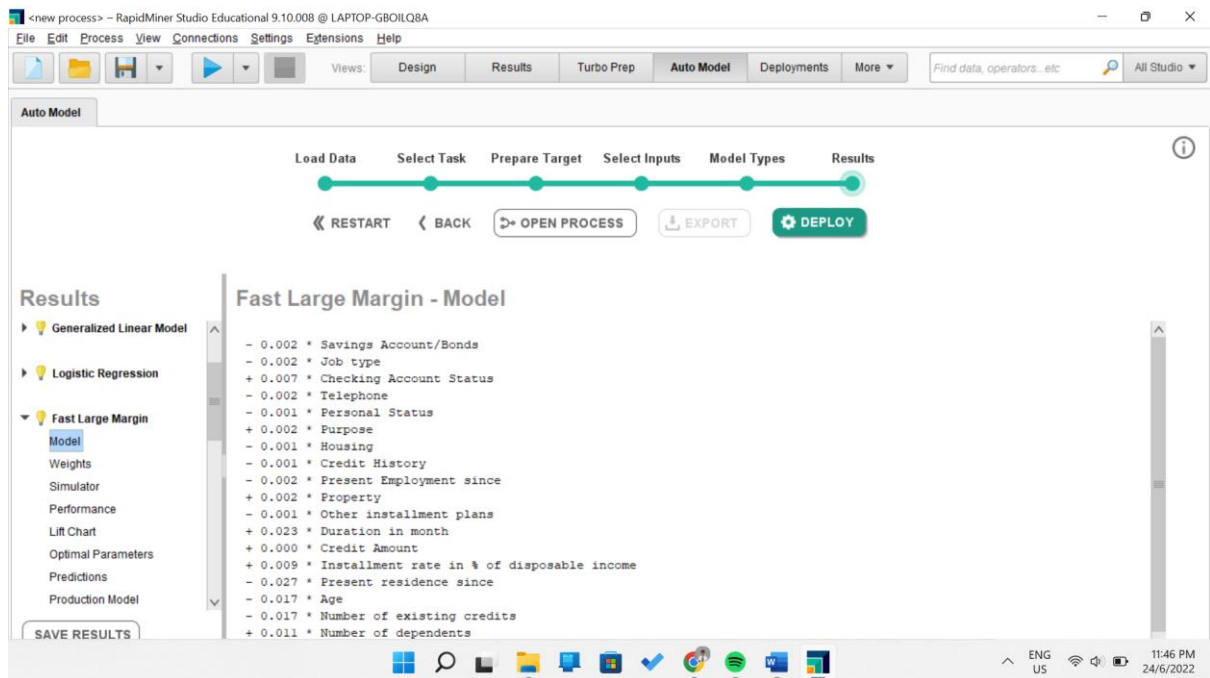 <new process> – RapidMiner Studio Educational 9.10.008 @ LAPTOP-GBOILQ8A
File Edit Process View Connections Settings Extensions Help
Views: Design Results Turbo Prep Auto Model Deployments More Find data, operators...etc All Studio
Auto Model
Load Data Select Task Prepare Target Select Inputs Model Types Results
RESTART BACK OPEN PROCESS EXPORT DEPLOY
Results
Generalized Linear Model
Logistic Regression
Fast Large Margin
Model
Weights
Simulator
Performance
Lift Chart
Optimal Parameters
Predictions
Production Model
SAVE RESULTS
Fast Large Margin - Model
- 0.002 * Savings Account/Bonds
- 0.002 * Job type
+ 0.007 * Checking Account Status
- 0.002 * Telephone
- 0.001 * Personal Status
+ 0.002 * Purpose
- 0.001 * Housing
- 0.001 * Credit History
- 0.002 * Present Employment since
+ 0.002 * Property
- 0.001 * Other installment plans
+ 0.023 * Duration in month
+ 0.000 * Credit Amount
+ 0.009 * Installment rate in % of disposable income
- 0.027 * Present residence since
- 0.017 * Age
- 0.017 * Number of existing credits
+ 0.011 * Number of dependents
ENG
US
11:46 PM
24/6/2022